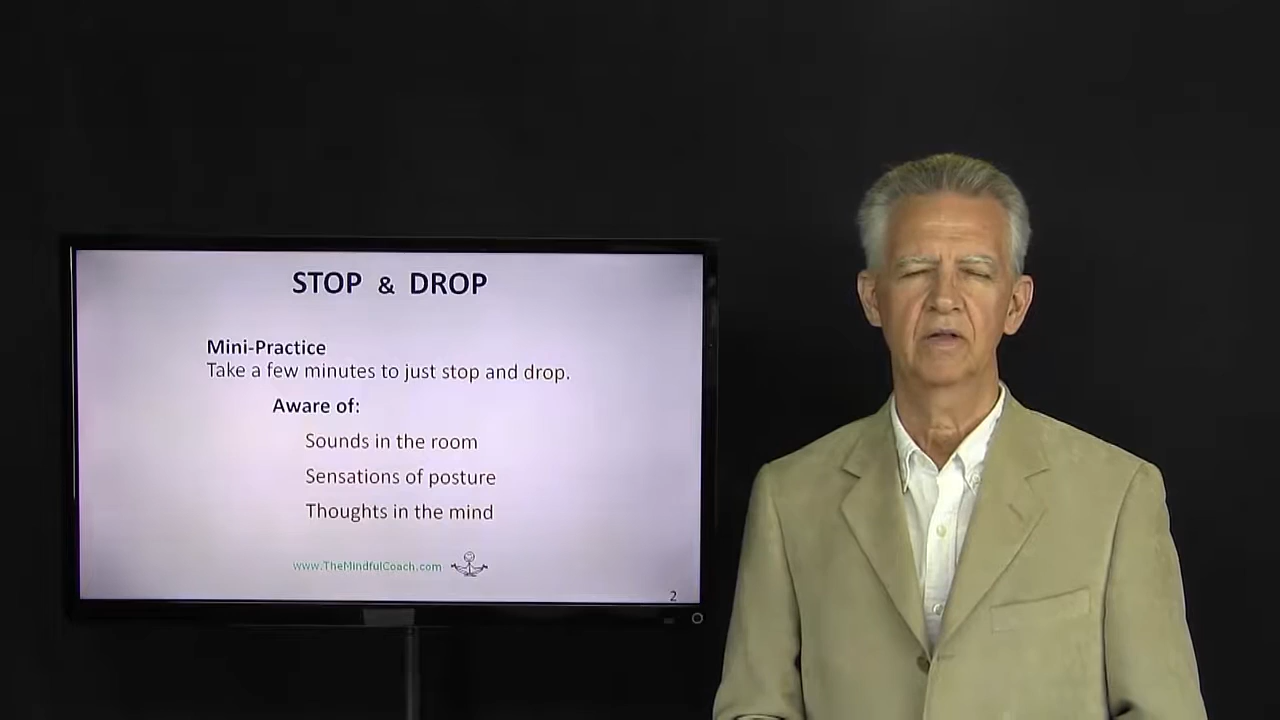 STOP & DROP
Mini-Practice
Take a few minutes to just stop and drop.
Aware of:
Sounds in the room
Sensations of posture
Thoughts in the mind
www.TheMindfulCoach.com
2